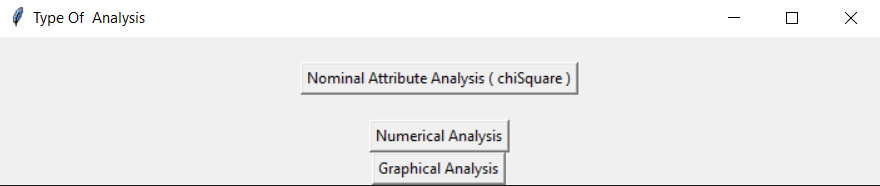 Type Of  Analysis
Nominal Attribute Analysis ( chiSquare )
Numerical Analysis
Graphical Analysis